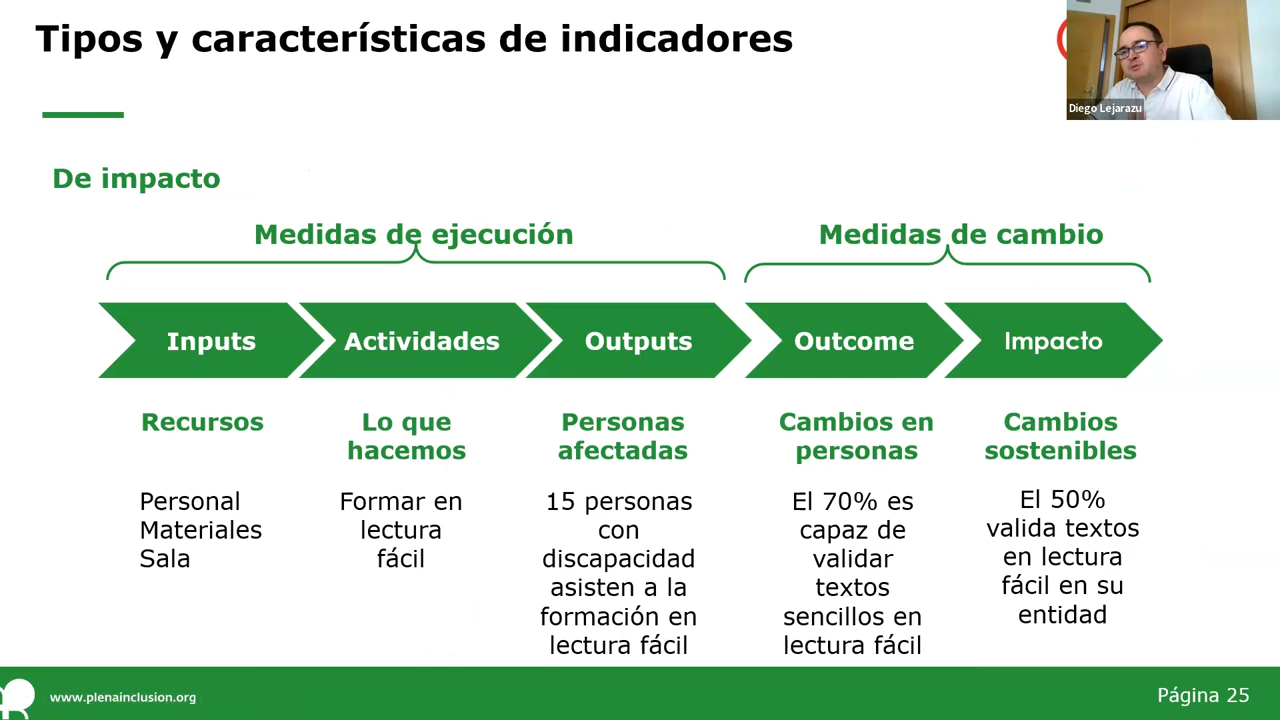 Tipos y características de indicadores
Diego Lejarazu
De impacto
Medidas de ejecución
Medidas de cambio
Inputs
Actividades
Outputs
Outcome
Impacto
Recursos
Lo que
hacemos
Personas
afectadas
Cambios en
personas
Cambios
sostenibles
Personal
Materiales
Sala
Formar en
lectura
fácil
15 personas
con
discapacidad
asisten a la
formación en
lectura fácil
El 70% es
capaz de
validar
textos
sencillos en
lectura fácil
El 50%
valida textos
en lectura
fácil en su
entidad
www.plenainclusion.org
Página 25